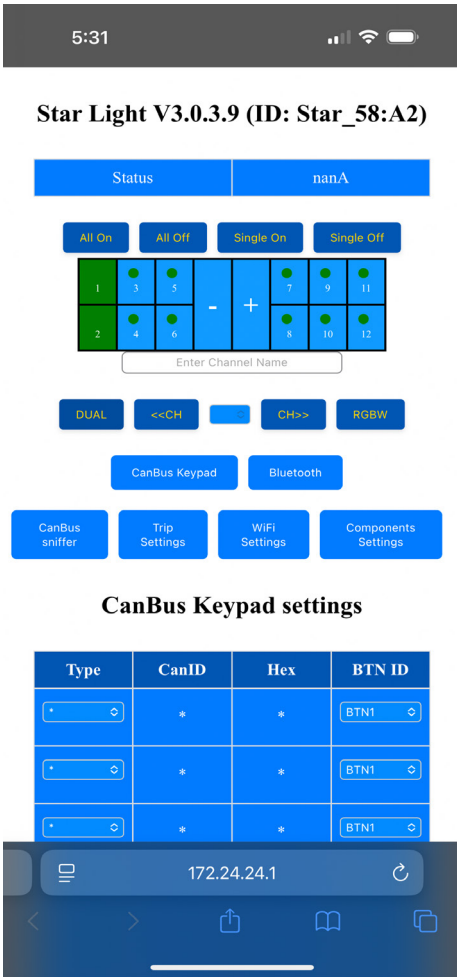 5:31
Star Light V3.0.3.9 (ID: Star_58:A2)
Status nanA
All On All Off Single On Single Off
1 3 5 - + 7 9 11
2 4 6 8 10 12
Enter Channel Name
DUAL <<CH CH>> RGBW
CanBus Keypad Bluetooth
CanBus sniffer Trip Settings WiFi Settings Components Settings
CanBus Keypad settings
Type CanID Hex BTN ID
* * * BTN1
* * * BTN1
* * * BTN1
172.24.24.1